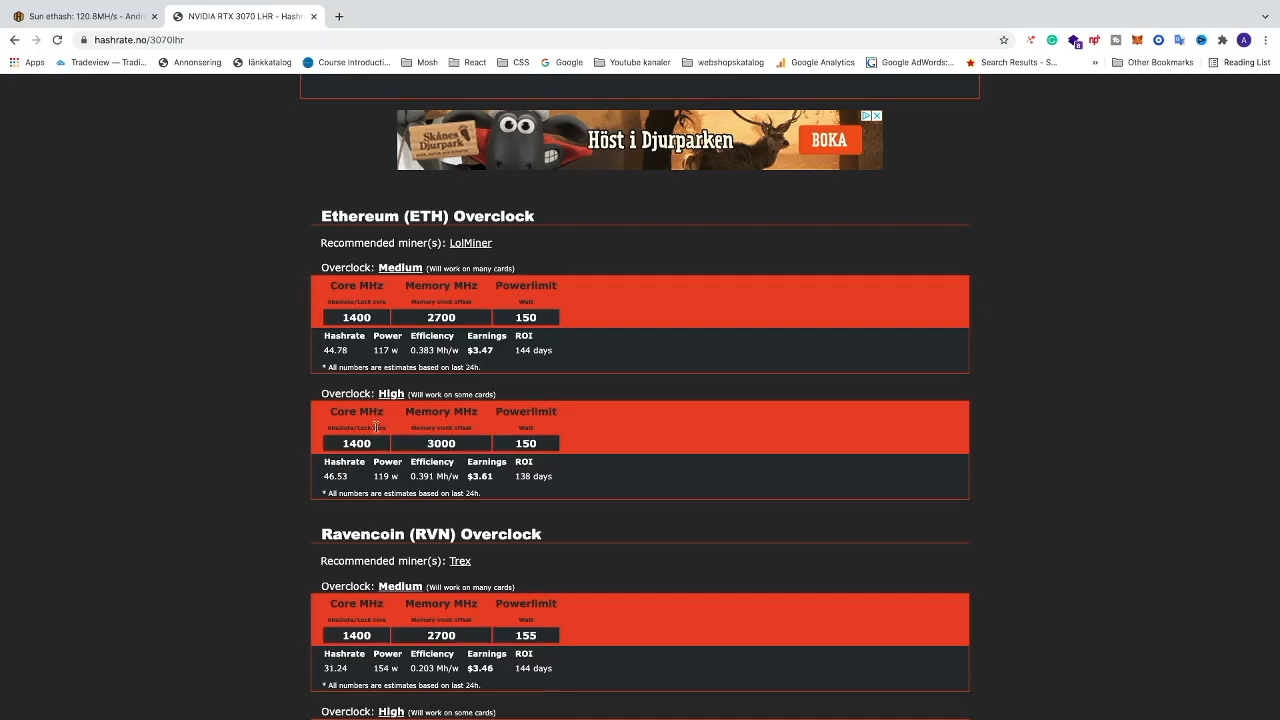 Sun ethash: 120.8MH/s - Andre
NVIDIA RTX 3070 LHR - Hashr
hashrate.no/3070lhr
Apps
Tradeview – Tradi...
Annonsering
länkkatalog
Course Introducti...
Mosh
React
CSS
Google
Youtube kanaler
webshopskatalog
Google Analytics
Google AdWords:...
Search Results - S...
Other Bookmarks
Reading List
SKÅNES Djurpark
Höst i Djurparken
BOKA
Ethereum (ETH) Overclock
Recommended miner(s): LolMiner
Overclock: Medium (Will work on many cards)
Core MHz Memory MHz Powerlimit
Absolute/Lock core Memory clock offset Watt
1400 2700 150
Hashrate Power Efficiency Earnings ROI
44.78 117 w 0.383 Mh/w $3.47 144 days
* All numbers are estimates based on last 24h.
Overclock: High (Will work on some cards)
Core MHz Memory MHz Powerlimit
Absolute/Lock core Memory clock offset Watt
1400 3000 150
Hashrate Power Efficiency Earnings ROI
46.53 119 w 0.391 Mh/w $3.61 138 days
* All numbers are estimates based on last 24h.
Ravencoin (RVN) Overclock
Recommended miner(s): Trex
Overclock: Medium (Will work on many cards)
Core MHz Memory MHz Powerlimit
Absolute/Lock core Memory clock offset Watt
1400 2700 155
Hashrate Power Efficiency Earnings ROI
31.24 154 w 0.203 Mh/w $3.46 144 days
* All numbers are estimates based on last 24h.
Overclock: High (Will work on some cards)